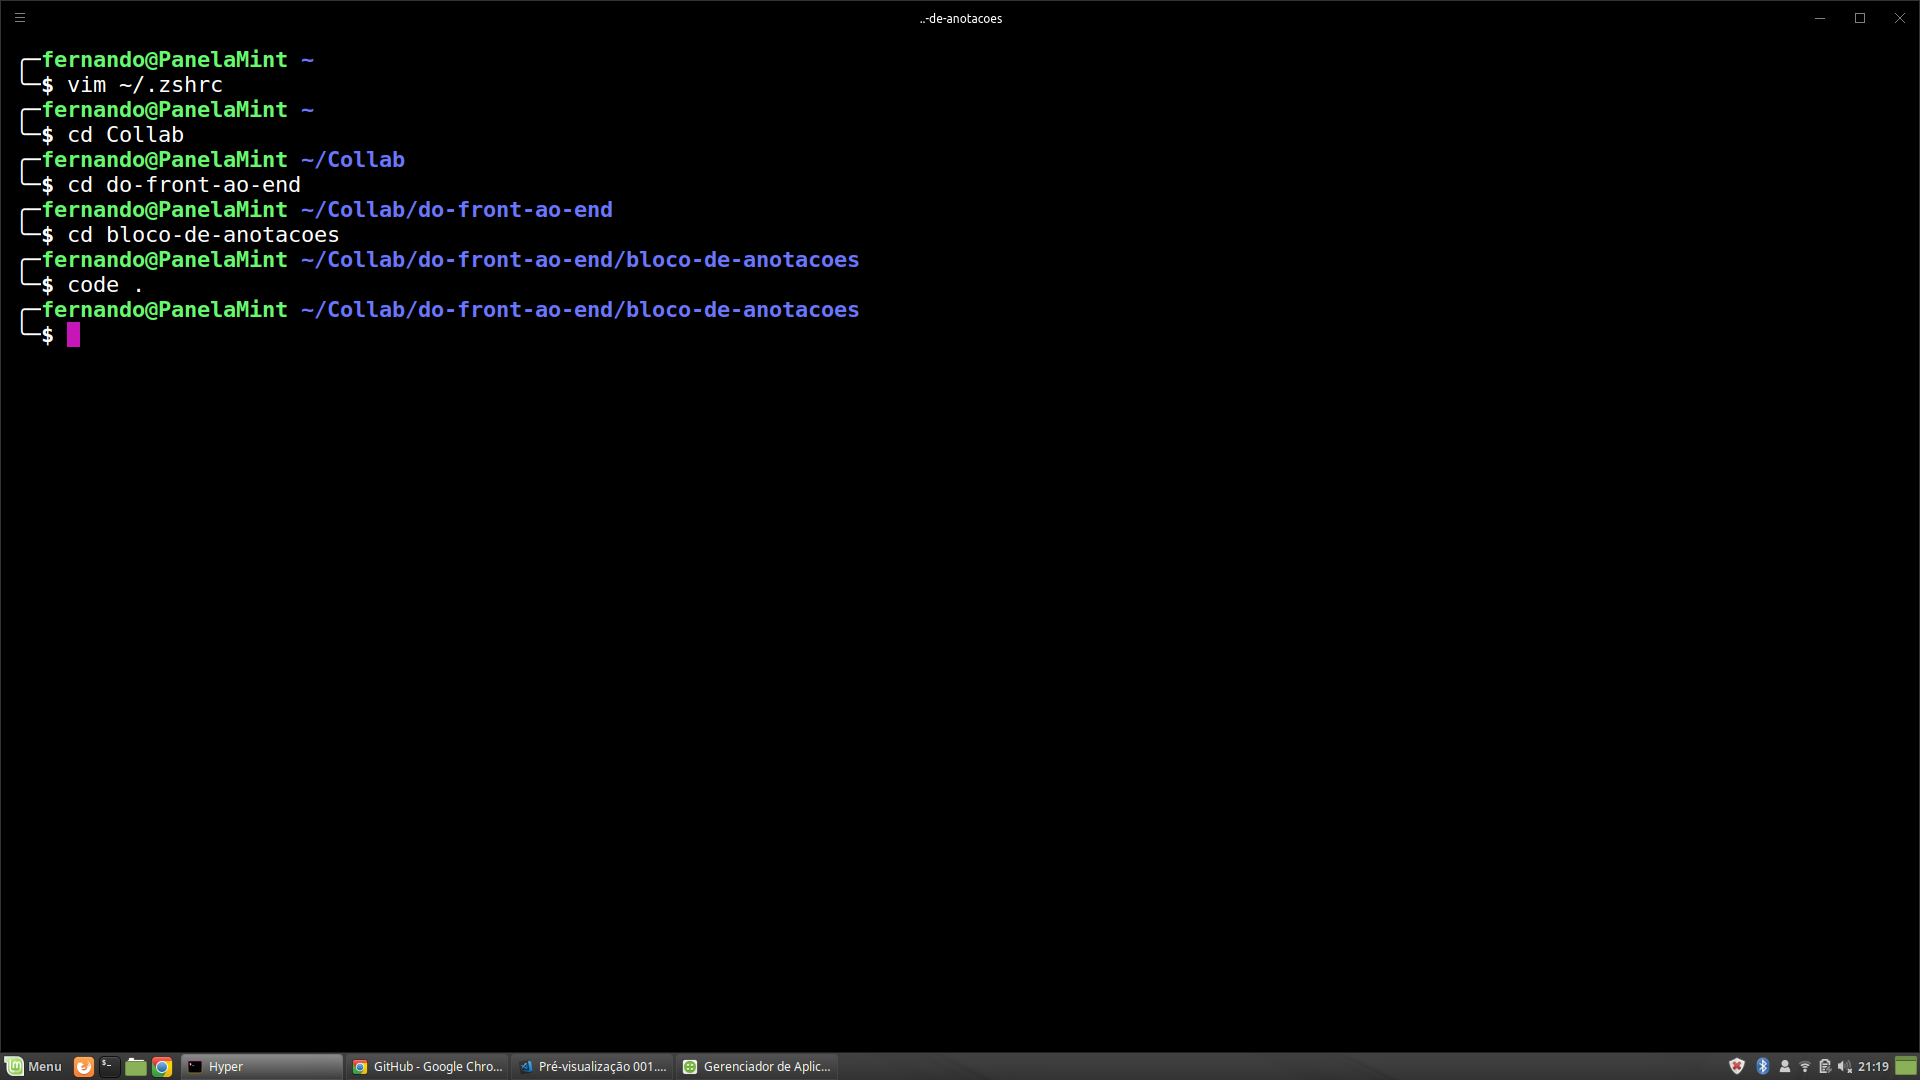 ..-de-anotacoes
╭─fernando@PanelaMint ~
╰─$ vim ~/.zshrc
╭─fernando@PanelaMint ~
╰─$ cd Collab
╭─fernando@PanelaMint ~/Collab
╰─$ cd do-front-ao-end
╭─fernando@PanelaMint ~/Collab/do-front-ao-end
╰─$ cd bloco-de-anotacoes
╭─fernando@PanelaMint ~/Collab/do-front-ao-end/bloco-de-anotacoes
╰─$ code .
╭─fernando@PanelaMint ~/Collab/do-front-ao-end/bloco-de-anotacoes
╰─$
Menu Hyper GitHub - Google Chro... Pré-visualização 001.... Gerenciador de Aplic... 21:19